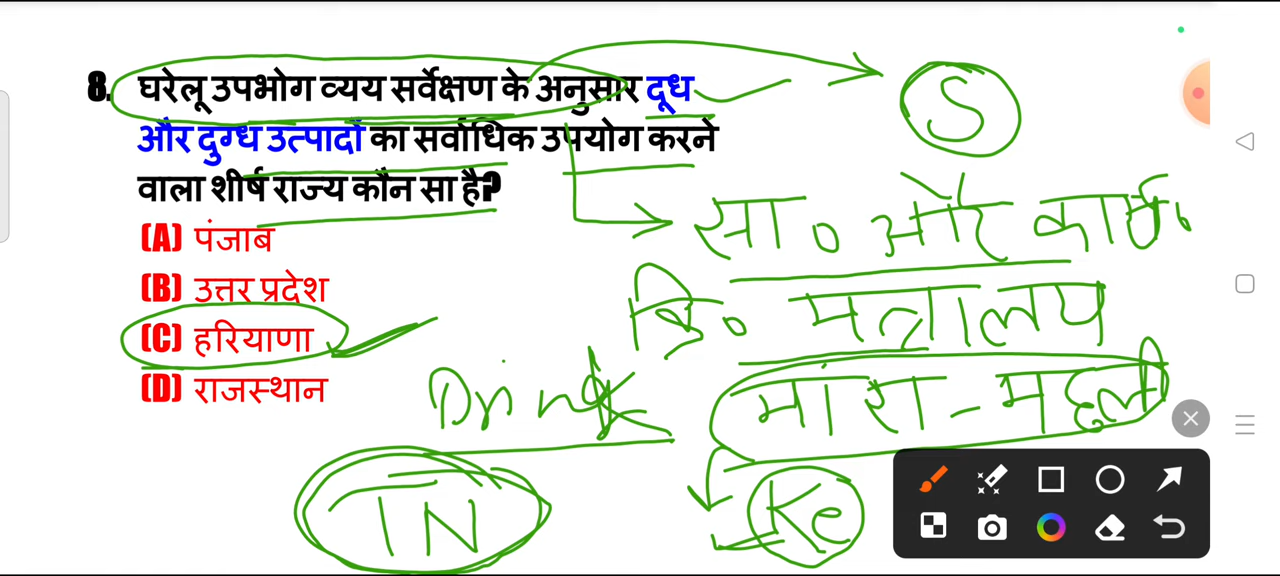 8. घरेलू उपभोग व्यय सर्वेक्षण के अनुसार दूध
और दुग्ध उत्पादों का सर्वाधिक उपयोग करने
वाला शीर्ष राज्य कौन सा है?
(A) पंजाब
(B) उत्तर प्रदेश
(C) हरियाणा
(D) राजस्थान
S
सा० और कार्य०
क्रि० मंत्रालय
Drink
TN
Ke